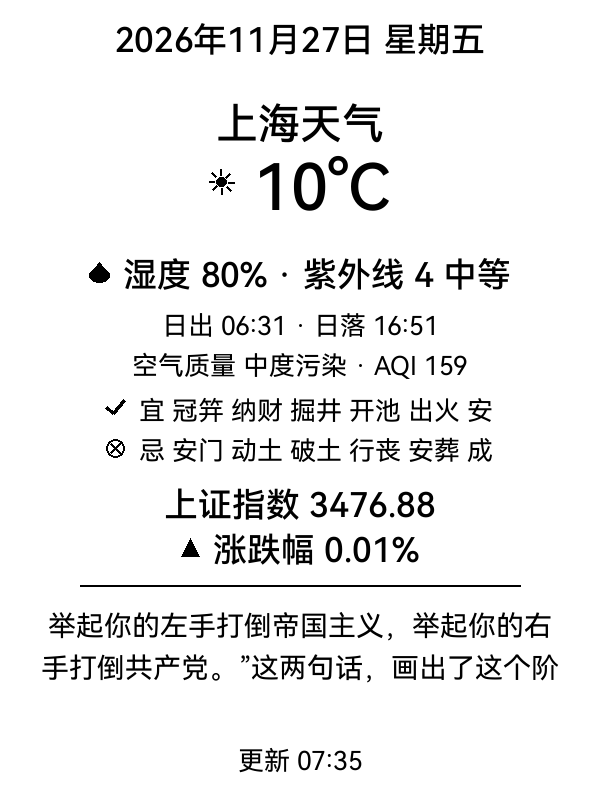 2026年11月27日 星期五
上海天气
10°C
湿度 80% · 紫外线 4 中等
日出 06:31 · 日落 16:51
空气质量 中度污染 · AQI 159
宜 冠笄 纳财 掘井 开池 出火 安
忌 安门 动土 破土 行丧 安葬 成
上证指数 3476.88
▲ 涨跌幅 0.01%
举起你的左手打倒帝国主义，举起你的右
手打倒共产党。”这两句话，画出了这个阶
更新 07:35